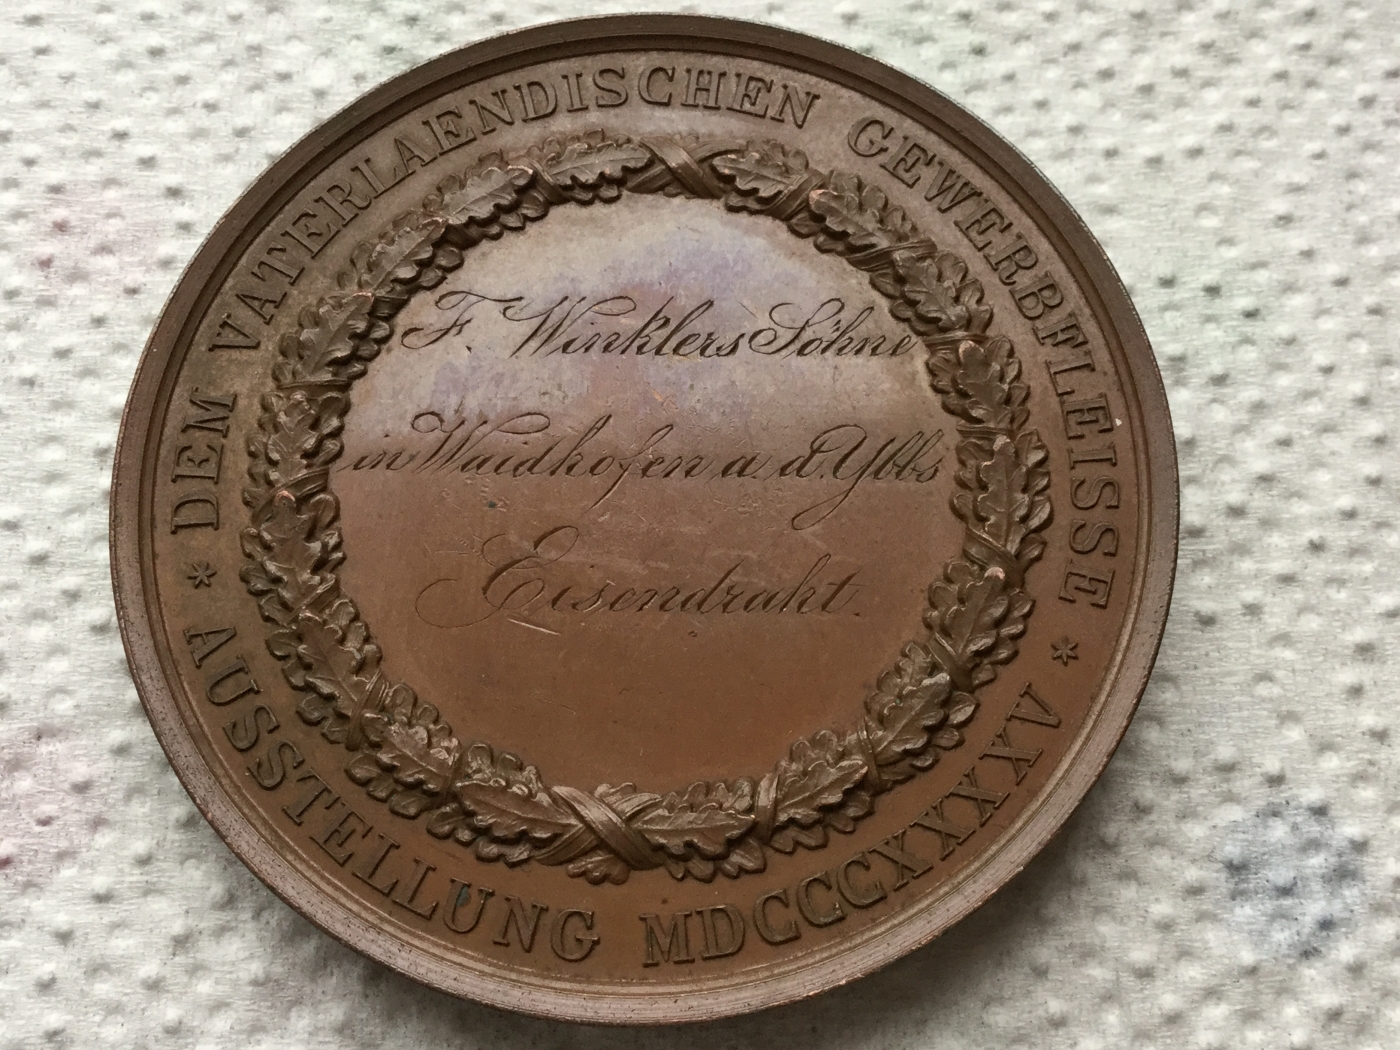 DEM VATERLAENDISCHEN GEWERBFLEISSE
F. Winklers Söhne
in Waidhofen a. d. Ybbs
Eisendraht.
* AUSSTELLUNG MDCCCXXXXV *